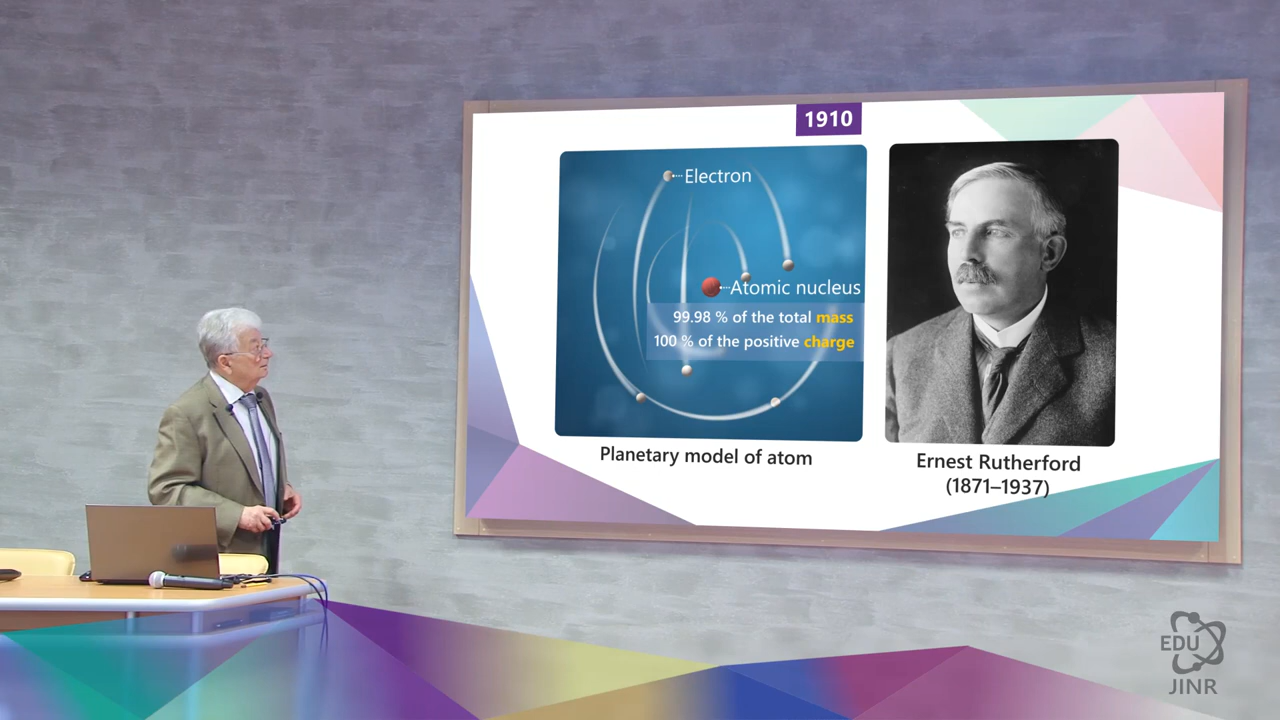 1910
Electron
Atomic nucleus
99.98 % of the total mass
100 % of the positive charge
Planetary model of atom
Ernest Rutherford
(1871–1937)
EDU
JINR